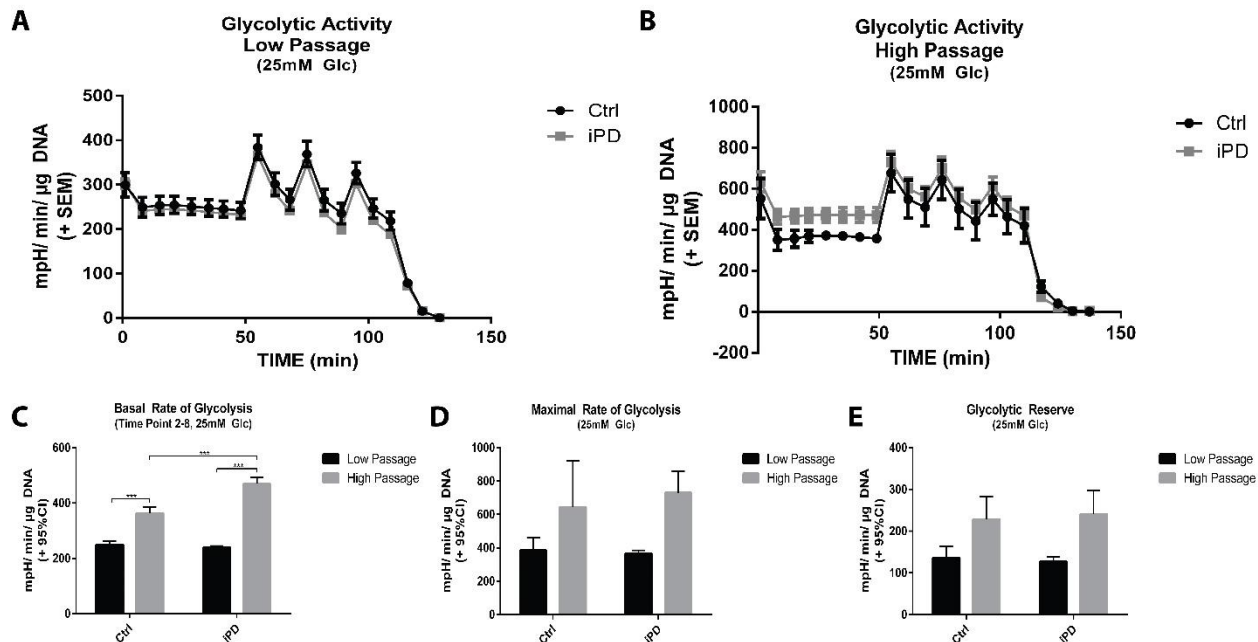 A
Glycolytic Activity
Low Passage
(25mM Glc)
mpH/ min/ µg DNA
(+ SEM)
500
400
300
200
100
0
0
50
100
150
TIME (min)
Ctrl
iPD
B
Glycolytic Activity
High Passage
(25mM Glc)
mpH/ min/ µg DNA
(+ SEM)
1000
800
600
400
200
0
-200
50
100
150
TIME (min)
Ctrl
iPD
C
Basal Rate of Glycolysis
(Time Point 2-8, 25mM Glc)
mpH/ min/ µg DNA
(+ 95%CI)
600
400
200
0
***
***
***
Ctrl
iPD
Low Passage
High Passage
D
Maximal Rate of Glycolysis
(25mM Glc)
mpH/ min/ µg DNA
(+ 95%CI)
1000
800
600
400
200
0
Ctrl
iPD
Low Passage
High Passage
E
Glycolytic Reserve
(25mM Glc)
mpH/ min/ µg DNA
(+ 95%CI)
400
300
200
100
0
Ctrl
iPD
Low Passage
High Passage